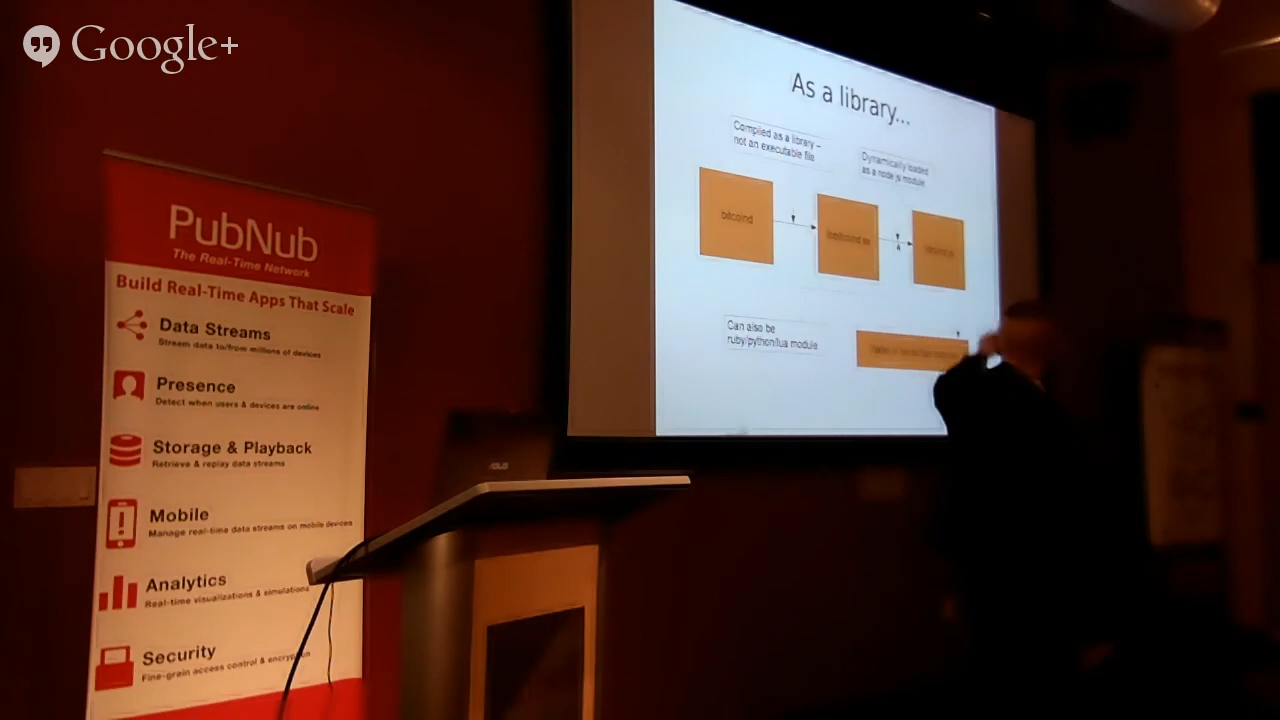 Google+
PubNub
The Real-Time Network
Build Real-Time Apps That Scale
Data Streams
Stream data to/from millions of devices
Presence
Detect when users & devices are online
Storage & Playback
Retrieve & replay data streams
Mobile
Manage real-time data streams on mobile devices
Analytics
Real-time visualizations & simulations
Security
Fine-grain access control & encryption
ASUS
As a library...
Compiled as a library –
not an executable file
Dynamically loaded
as a node js module
bitcoind
Can also be
ruby/python/lua module